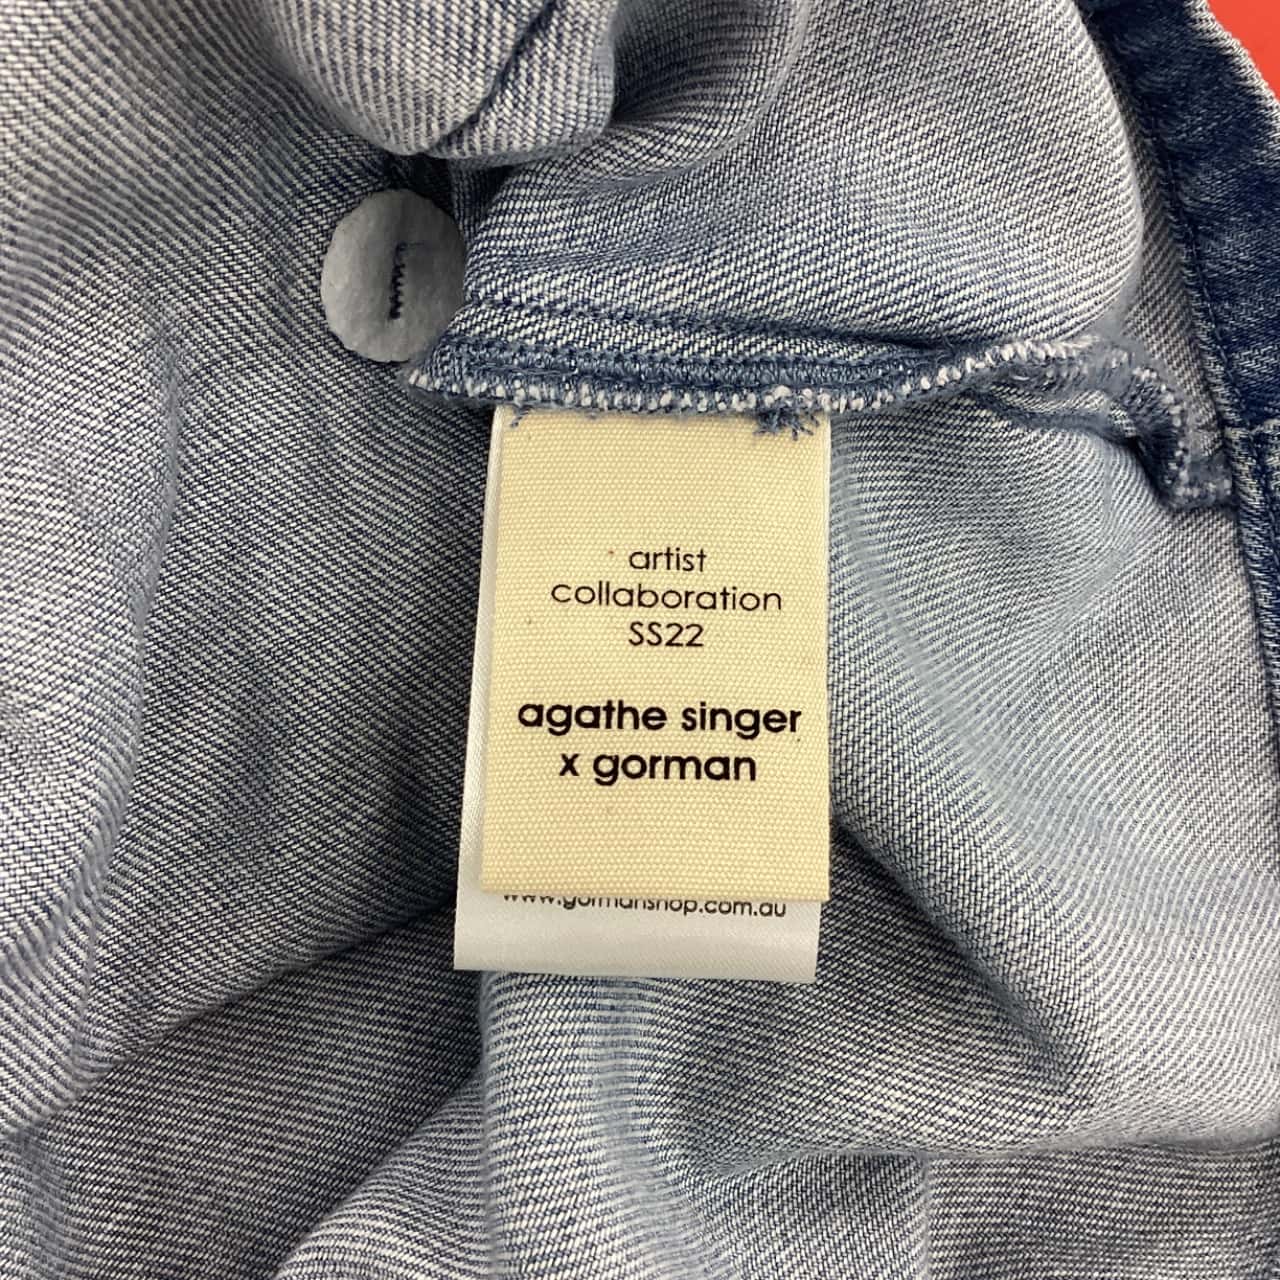 artist
collaboration
SS22
agathe singer
x gorman
www.gormanshop.com.au